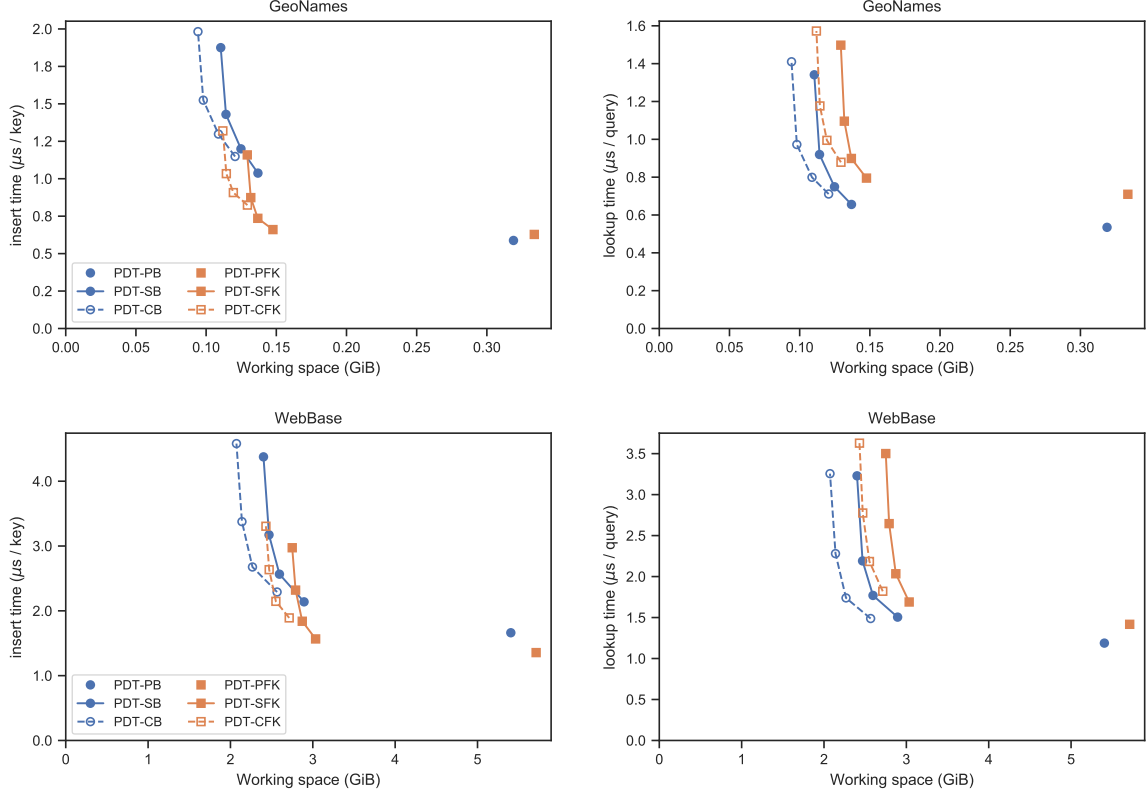 GeoNames
insert time (μs / key)
2.0
1.8
1.5
1.2
1.0
0.8
0.5
0.2
0.0
PDT-PB
PDT-SB
PDT-CB
PDT-PFK
PDT-SFK
PDT-CFK
0.00 0.05 0.10 0.15 0.20 0.25 0.30
Working space (GiB)
GeoNames
lookup time (μs / query)
1.6
1.4
1.2
1.0
0.8
0.6
0.4
0.2
0.0
0.00 0.05 0.10 0.15 0.20 0.25 0.30
Working space (GiB)
WebBase
insert time (μs / key)
4.0
3.0
2.0
1.0
0.0
PDT-PB
PDT-SB
PDT-CB
PDT-PFK
PDT-SFK
PDT-CFK
0 1 2 3 4 5
Working space (GiB)
WebBase
lookup time (μs / query)
3.5
3.0
2.5
2.0
1.5
1.0
0.5
0.0
0 1 2 3 4 5
Working space (GiB)